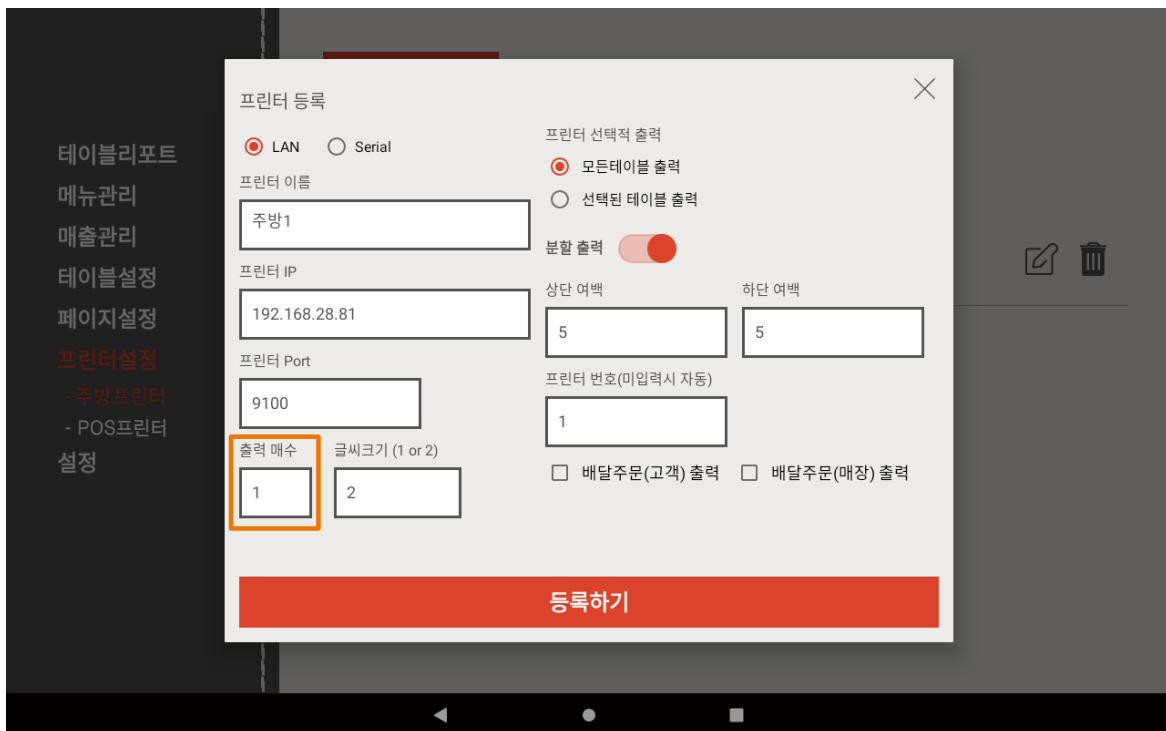 테이블리포트
메뉴관리
매출관리
테이블설정
페이지설정
프린터설정
- 주방프린터
- POS프린터
설정
프린터 등록
LAN
Serial
프린터 이름
주방1
프린터 IP
192.168.28.81
프린터 Port
9100
출력 매수
글씨크기 (1 or 2)
1
2
프린터 선택적 출력
모든테이블 출력
선택된 테이블 출력
분할 출력
상단 여백
하단 여백
5
5
프린터 번호(미입력시 자동)
1
배달주문(고객) 출력
배달주문(매장) 출력
등록하기